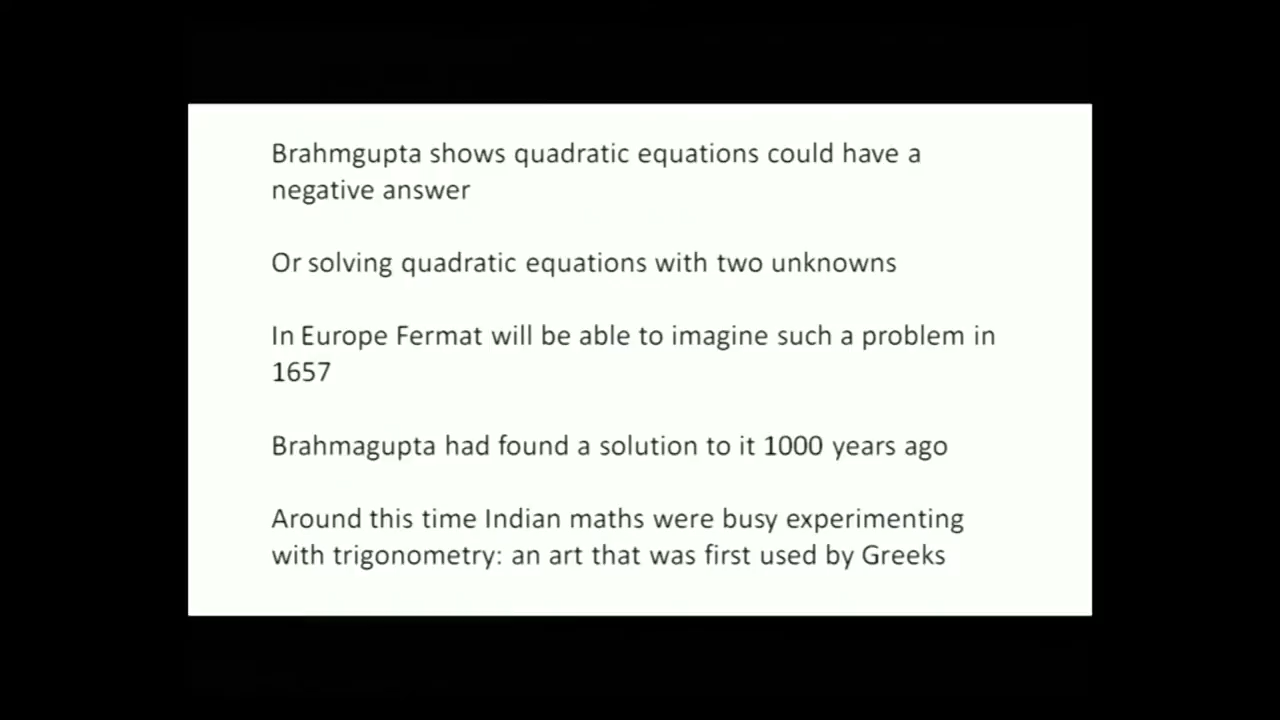 Brahmgupta shows quadratic equations could have a
negative answer
Or solving quadratic equations with two unknowns
In Europe Fermat will be able to imagine such a problem in
1657
Brahmagupta had found a solution to it 1000 years ago
Around this time Indian maths were busy experimenting
with trigonometry: an art that was first used by Greeks